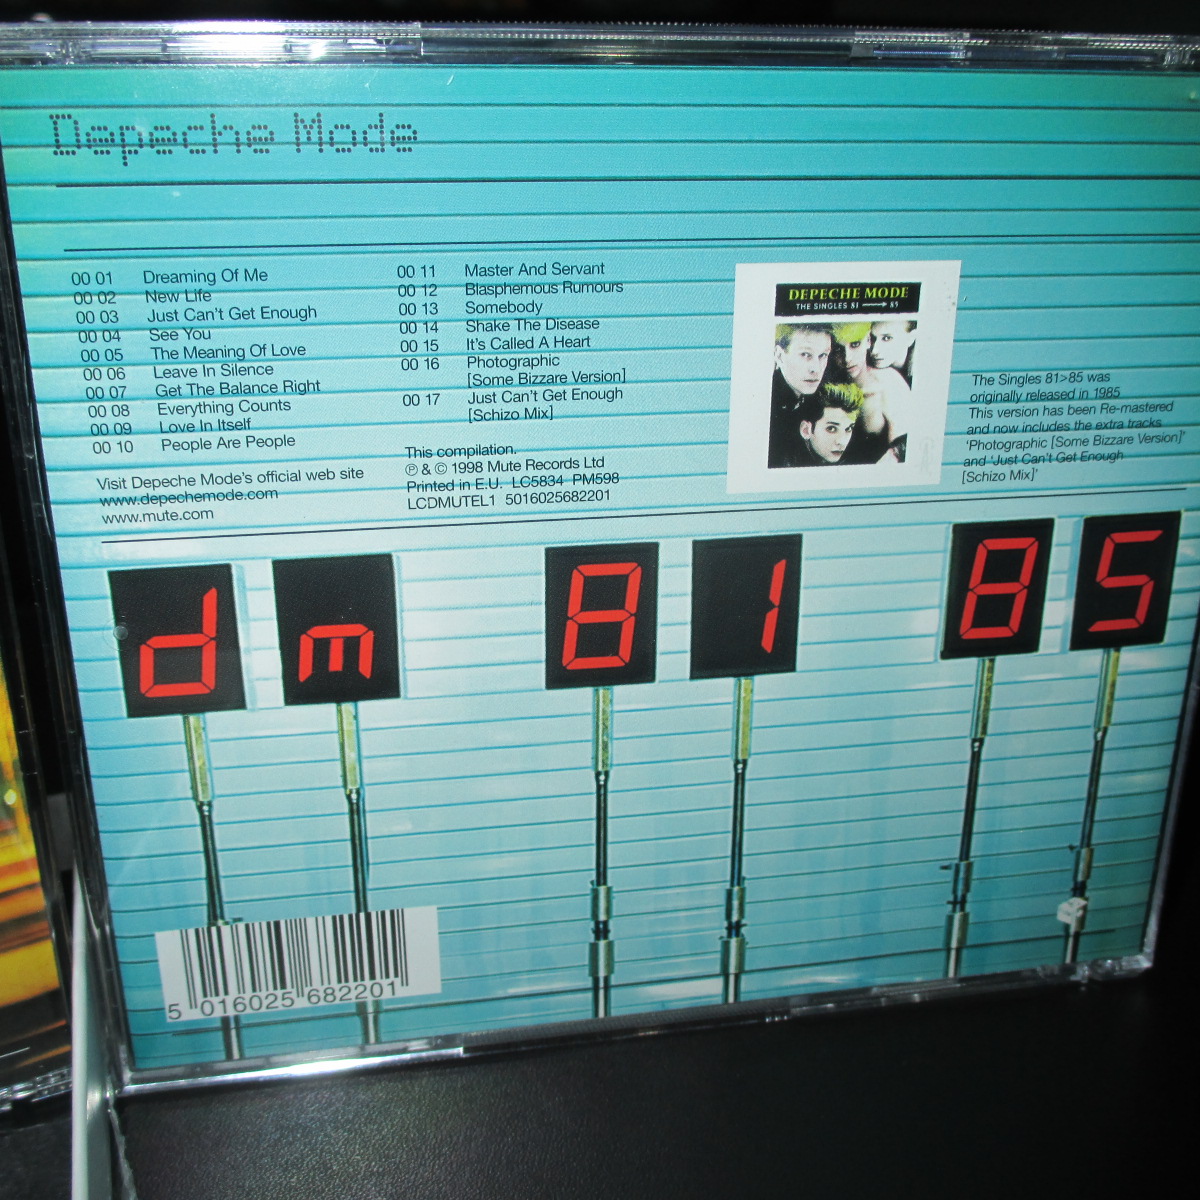 Depeche Mode
00 01 Dreaming Of Me
00 02 New Life
00 03 Just Can't Get Enough
00 04 See You
00 05 The Meaning Of Love
00 06 Leave In Silence
00 07 Get The Balance Right
00 08 Everything Counts
00 09 Love In Itself
00 10 People Are People
Visit Depeche Mode's official web site
www.depechemode.com
www.mute.com
00 11 Master And Servant
00 12 Blasphemous Rumours
00 13 Somebody
00 14 Shake The Disease
00 15 It's Called A Heart
00 16 Photographic
[Some Bizzare Version]
00 17 Just Can't Get Enough
[Schizo Mix]
This compilation.
℗ & © 1998 Mute Records Ltd
Printed in E.U. LC5834 PM598
LCDMUTEL1 5016025682201
DEPECHE MODE
THE SINGLES 81 → 85
The Singles 81>85 was
originally released in 1985
This version has been Re-mastered
and now includes the extra tracks
'Photographic [Some Bizzare Version]'
and 'Just Can't Get Enough
[Schizo Mix]'
dm 81 85
5 016025 682201